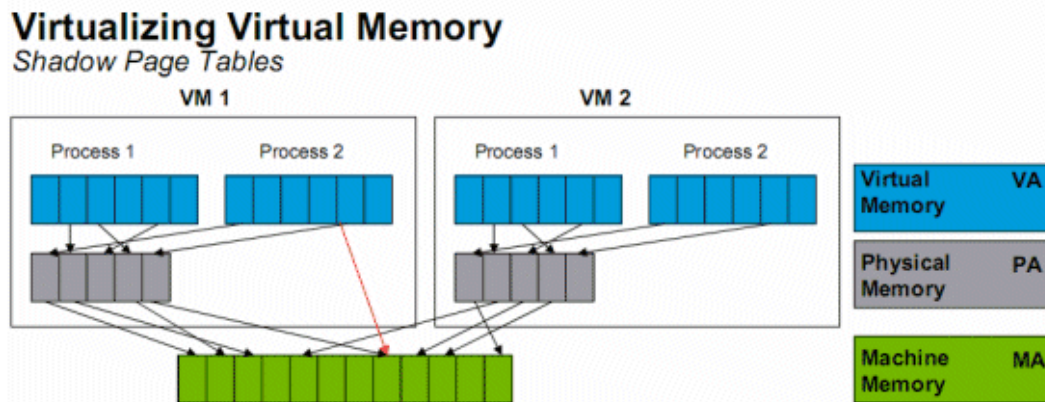 Virtualizing Virtual Memory
Shadow Page Tables
VM 1
VM 2
Process 1
Process 2
Process 1
Process 2
Virtual Memory VA
Physical Memory PA
Machine Memory MA